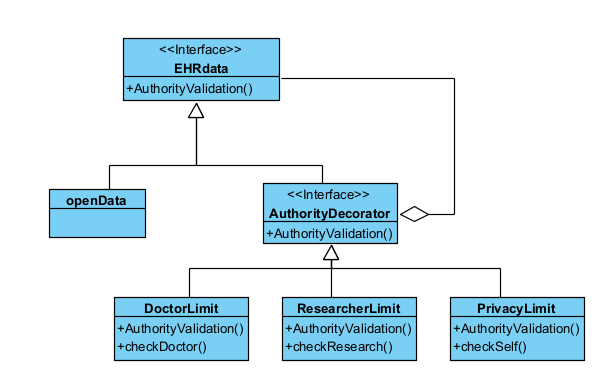 <<Interface>>
EHRdata
+AuthorityValidation()
openData
<<Interface>>
AuthorityDecorator
+AuthorityValidation()
DoctorLimit
+AuthorityValidation()
+checkDoctor()
ResearcherLimit
+AuthorityValidation()
+checkResearch()
PrivacyLimit
+AuthorityValidation()
+checkSelf()